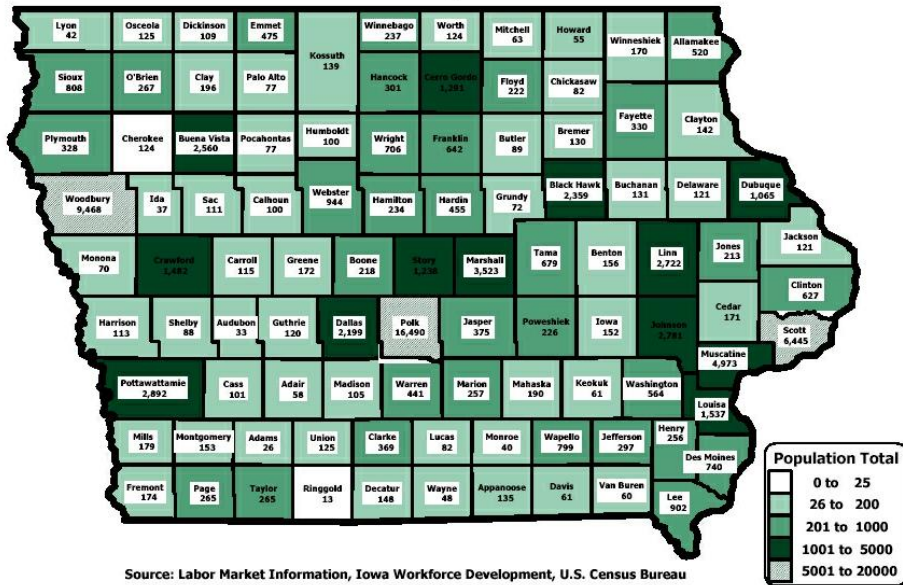 Lyon
42
Osceola
125
Dickinson
109
Emmet
475
Kossuth
139
Winnebago
237
Worth
124
Mitchell
63
Howard
55
Winneshiek
170
Allamakee
520
Sioux
808
O'Brien
267
Clay
196
Palo Alto
77
Hancock
301
Cerro Gordo
1,291
Floyd
222
Chickasaw
82
Fayette
330
Clayton
142
Plymouth
328
Cherokee
124
Buena Vista
2,560
Pocahontas
77
Humboldt
100
Wright
706
Franklin
642
Butler
89
Bremer
130
Woodbury
9,468
Ida
37
Sac
111
Calhoun
100
Webster
944
Hamilton
234
Hardin
455
Grundy
72
Black Hawk
2,359
Buchanan
131
Delaware
121
Dubuque
1,065
Monona
70
Crawford
1,482
Carroll
115
Greene
172
Boone
218
Story
1,238
Marshall
3,523
Tama
679
Benton
156
Linn
2,722
Jones
213
Jackson
121
Clinton
627
Harrison
113
Shelby
88
Audubon
33
Guthrie
120
Dallas
2,199
Polk
16,490
Jasper
375
Poweshiek
226
Iowa
152
Johnson
2,781
Cedar
171
Scott
6,445
Muscatine
4,973
Pottawattamie
2,892
Cass
101
Adair
58
Madison
105
Warren
441
Marion
257
Mahaska
190
Keokuk
61
Washington
564
Louisa
1,537
Mills
179
Montgomery
153
Adams
26
Union
125
Clarke
369
Lucas
82
Monroe
40
Wapello
799
Jefferson
297
Henry
256
Des Moines
740
Fremont
174
Page
265
Taylor
265
Ringgold
13
Decatur
148
Wayne
48
Appanoose
135
Davis
61
Van Buren
60
Lee
902
Population Total
0 to 25
26 to 200
201 to 1000
1001 to 5000
5001 to 20000
Source: Labor Market Information, Iowa Workforce Development, U.S. Census Bureau